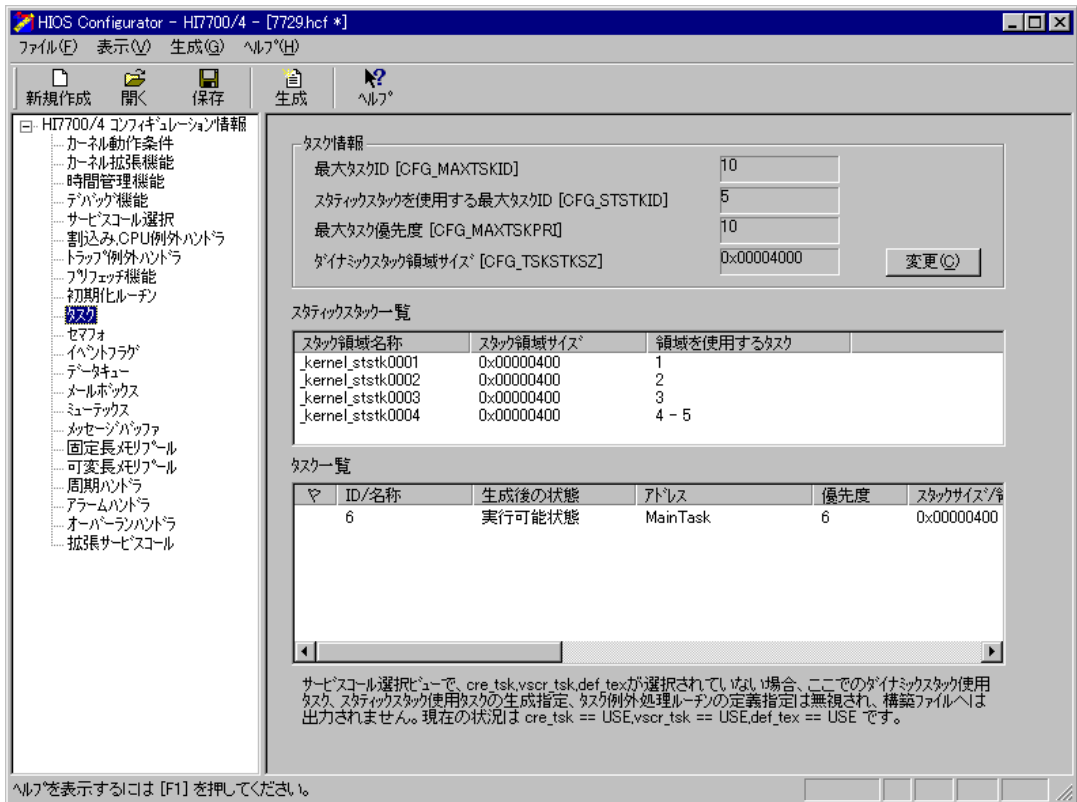 HIOS Configurator - HI7700/4 - [7729.hcf *]
ファイル(F) 表示(V) 生成(G) ヘルプ(H)
新規作成 開く 保存 生成 ヘルプ
HI7700/4 コンフィギュレーション情報
カーネル動作条件
カーネル拡張機能
時間管理機能
デバッグ機能
サービスコール選択
割込み,CPU例外ハンドラ
トラップ例外ハンドラ
プリフェッチ機能
初期化ルーチン
タスク
セマフォ
イベントフラグ
データキュー
メールボックス
ミューテックス
メッセージバッファ
固定長メモリプール
可変長メモリプール
周期ハンドラ
アラームハンドラ
オーバーランハンドラ
拡張サービスコール
タスク情報
最大タスクID [CFG_MAXTSKID] 10
スタティックスタックを使用する最大タスクID [CFG_STSTKID] 5
最大タスク優先度 [CFG_MAXTSKPRI] 10
ダイナミックスタック領域サイズ [CFG_TSKSTKSZ] 0x00004000 変更(C)
スタティックスタック一覧
スタック領域名称 スタック領域サイズ 領域を使用するタスク
_kernel_ststk0001 0x00000400 1
_kernel_ststk0002 0x00000400 2
_kernel_ststk0003 0x00000400 3
_kernel_ststk0004 0x00000400 4 - 5
タスク一覧
ID/名称 生成後の状態 アドレス 優先度 スタックサイズ/
6 実行可能状態 MainTask 6 0x00000400
サービスコール選択ビューで、cre_tsk,vscr_tsk,def_texが選択されていない場合、ここでのダイナミックスタック使用
タスク、スタティックスタック使用タスクの生成指定、タスク例外処理ルーチンの定義指定は無視され、構築ファイルへは
出力されません。現在の状況は cre_tsk == USE,vscr_tsk == USE,def_tex == USE です。
ヘルプを表示するには [F1] を押してください。